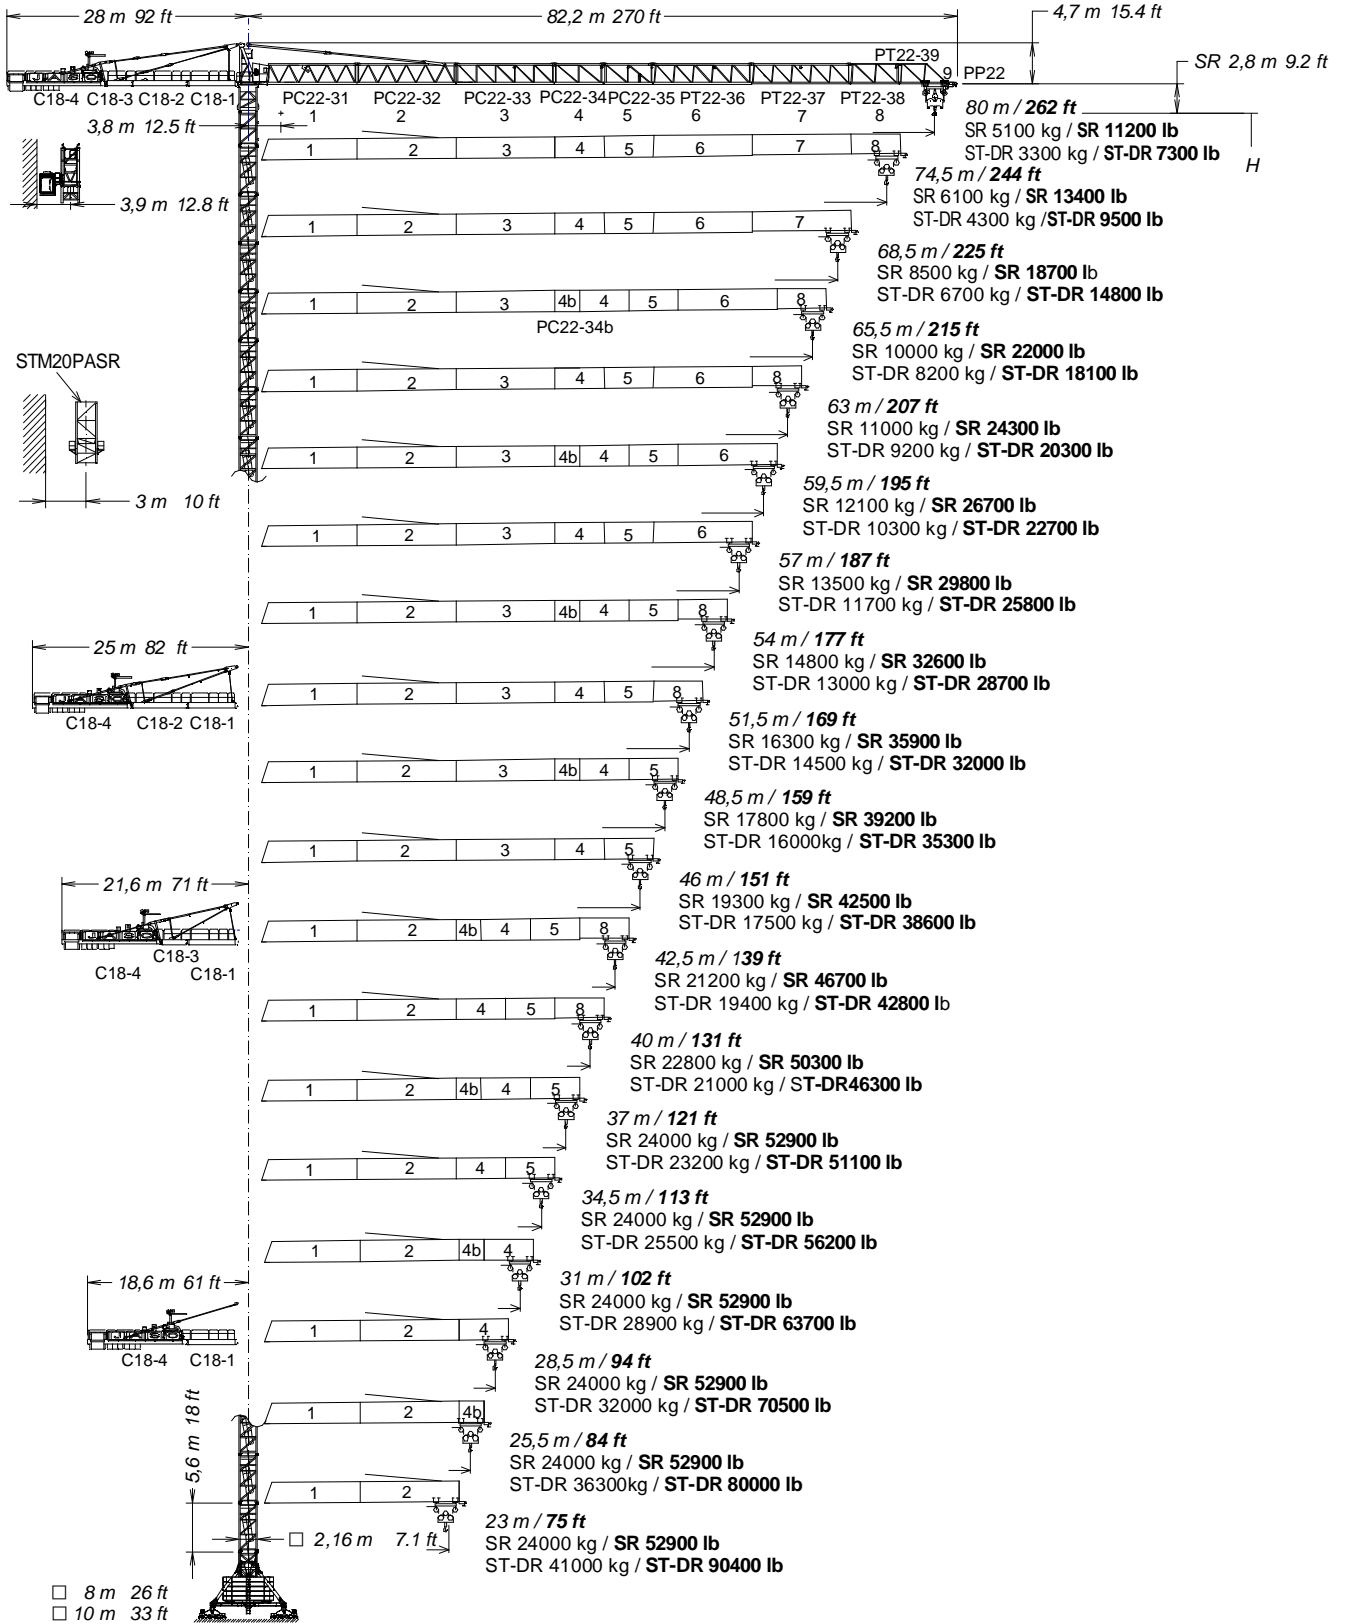 28 m 92 ft
82,2 m 270 ft
4,7 m 15.4 ft
SR 2,8 m 9.2 ft
PT22-39
9 PP22
C18-4 C18-3 C18-2 C18-1
PC22-31 PC22-32 PC22-33 PC22-34 PC22-35 PT22-36 PT22-37 PT22-38
1 2 3 4 5 6 7 8
3,8 m 12.5 ft
80 m / 262 ft
SR 5100 kg / SR 11200 lb
ST-DR 3300 kg / ST-DR 7300 lb
H
1 2 3 4 5 6 7 8
3,9 m 12.8 ft
74,5 m / 244 ft
SR 6100 kg / SR 13400 lb
ST-DR 4300 kg /ST-DR 9500 lb
1 2 3 4 5 6 7
68,5 m / 225 ft
SR 8500 kg / SR 18700 lb
ST-DR 6700 kg / ST-DR 14800 lb
1 2 3 4b 4 5 6 8
PC22-34b
65,5 m / 215 ft
SR 10000 kg / SR 22000 lb
ST-DR 8200 kg / ST-DR 18100 lb
STM20PASR
1 2 3 4 5 6 8
63 m / 207 ft
SR 11000 kg / SR 24300 lb
ST-DR 9200 kg / ST-DR 20300 lb
1 2 3 4b 4 5 6
3 m 10 ft
59,5 m / 195 ft
SR 12100 kg / SR 26700 lb
ST-DR 10300 kg / ST-DR 22700 lb
1 2 3 4 5 6
57 m / 187 ft
SR 13500 kg / SR 29800 lb
ST-DR 11700 kg / ST-DR 25800 lb
1 2 3 4b 4 5 8
54 m / 177 ft
SR 14800 kg / SR 32600 lb
ST-DR 13000 kg / ST-DR 28700 lb
25 m 82 ft
C18-4 C18-2 C18-1
1 2 3 4 5 8
51,5 m / 169 ft
SR 16300 kg / SR 35900 lb
ST-DR 14500 kg / ST-DR 32000 lb
1 2 3 4b 4 5
48,5 m / 159 ft
SR 17800 kg / SR 39200 lb
ST-DR 16000kg / ST-DR 35300 lb
1 2 3 4 5
46 m / 151 ft
SR 19300 kg / SR 42500 lb
ST-DR 17500 kg / ST-DR 38600 lb
21,6 m 71 ft
C18-3
C18-4 C18-1
1 2 4b 4 5 8
42,5 m / 139 ft
SR 21200 kg / SR 46700 lb
ST-DR 19400 kg / ST-DR 42800 lb
1 2 4 5 8
40 m / 131 ft
SR 22800 kg / SR 50300 lb
ST-DR 21000 kg / ST-DR46300 lb
1 2 4b 4 5
37 m / 121 ft
SR 24000 kg / SR 52900 lb
ST-DR 23200 kg / ST-DR 51100 lb
1 2 4 5
34,5 m / 113 ft
SR 24000 kg / SR 52900 lb
ST-DR 25500 kg / ST-DR 56200 lb
1 2 4b 4
31 m / 102 ft
SR 24000 kg / SR 52900 lb
ST-DR 28900 kg / ST-DR 63700 lb
18,6 m 61 ft
C18-4 C18-1
1 2 4
28,5 m / 94 ft
SR 24000 kg / SR 52900 lb
ST-DR 32000 kg / ST-DR 70500 lb
1 2 4b
25,5 m / 84 ft
SR 24000 kg / SR 52900 lb
ST-DR 36300kg / ST-DR 80000 lb
5,6 m 18 ft
1 2
23 m / 75 ft
SR 24000 kg / SR 52900 lb
ST-DR 41000 kg / ST-DR 90400 lb
□ 2,16 m 7.1 ft
□ 8 m 26 ft
□ 10 m 33 ft